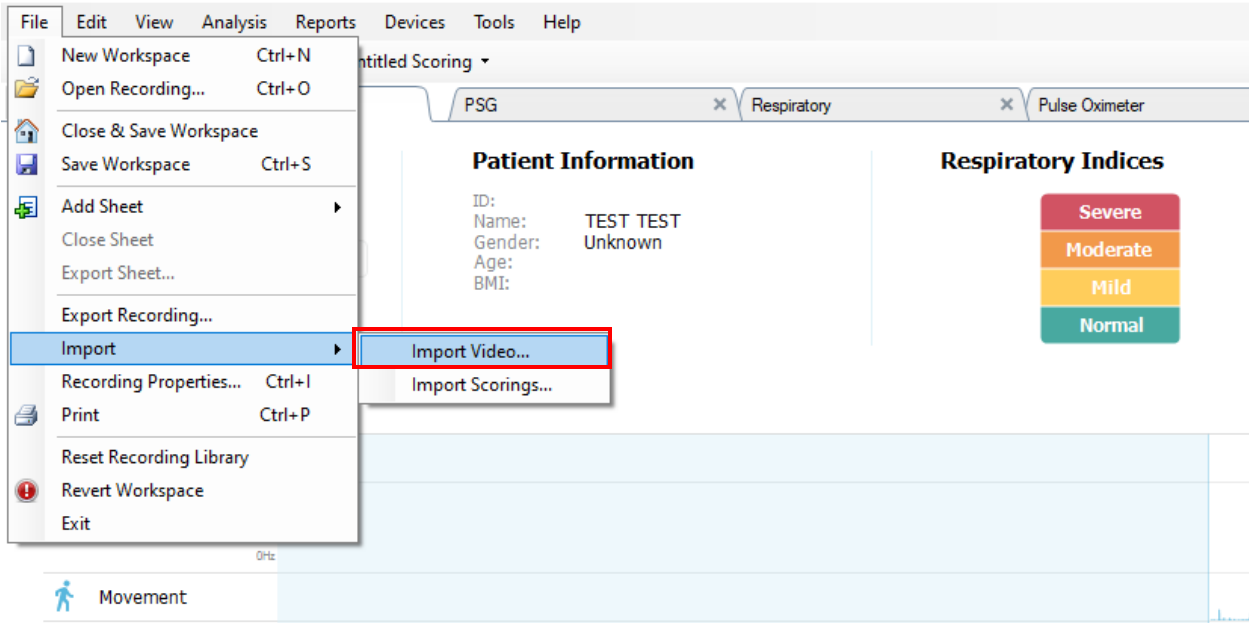 File Edit View Analysis Reports Devices Tools Help
New Workspace Ctrl+N
ntitled Scoring
Open Recording... Ctrl+O
PSG
Respiratory
Pulse Oximeter
Close & Save Workspace
Save Workspace Ctrl+S
Add Sheet
Close Sheet
Export Sheet...
Export Recording...
Import
Recording Properties... Ctrl+I
Print Ctrl+P
Reset Recording Library
Revert Workspace
Exit
Import Video...
Import Scorings...
Patient Information
ID:
Name: TEST TEST
Gender: Unknown
Age:
BMI:
Respiratory Indices
Severe
Moderate
Mild
Normal
0Hz
Movement